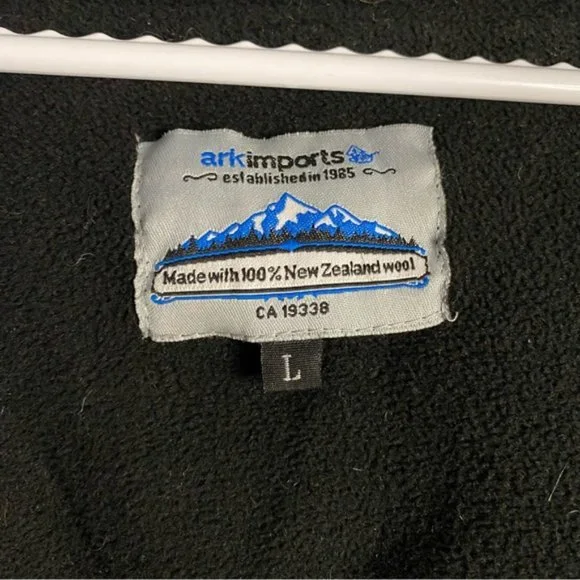 arkimports
established in 1985
Made with 100% New Zealand wool
CA 19338
L